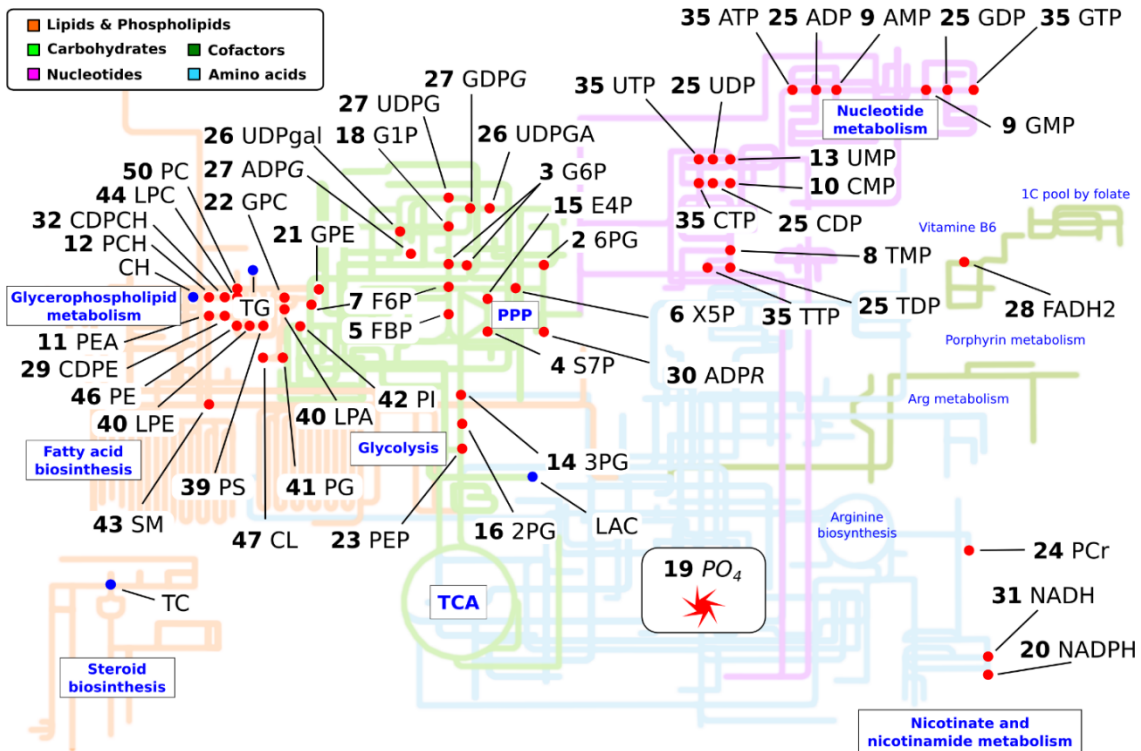 Lipids & Phospholipids
Carbohydrates
Cofactors
Nucleotides
Amino acids
35 ATP
25 ADP
9 AMP
25 GDP
35 GTP
27 GDPG
27 UDPG
35 UTP
25 UDP
Nucleotide
metabolism
9 GMP
26 UDPgal
18 G1P
26 UDPGA
27 ADPG
3 G6P
13 UMP
50 PC
10 CMP
44 LPC
22 GPC
15 E4P
35 CTP
25 CDP
1C pool by folate
32 CDPCH
21 GPE
2 6PG
Vitamine B6
12 PCH
8 TMP
CH
Glycerophospholipid
metabolism
TG
7 F6P
PPP
6 X5P
35 TTP
25 TDP
28 FADH2
5 FBP
11 PEA
Porphyrin metabolism
29 CDPE
4 S7P
30 ADPR
46 PE
42 PI
Arg metabolism
40 LPE
40 LPA
Glycolysis
Fatty acid
biosinthesis
14 3PG
39 PS
41 PG
43 SM
47 CL
23 PEP
16 2PG
LAC
Arginine
biosynthesis
24 PCr
19 PO4
TC
TCA
31 NADH
20 NADPH
Steroid
biosinthesis
Nicotinate and
nicotinamide metabolism